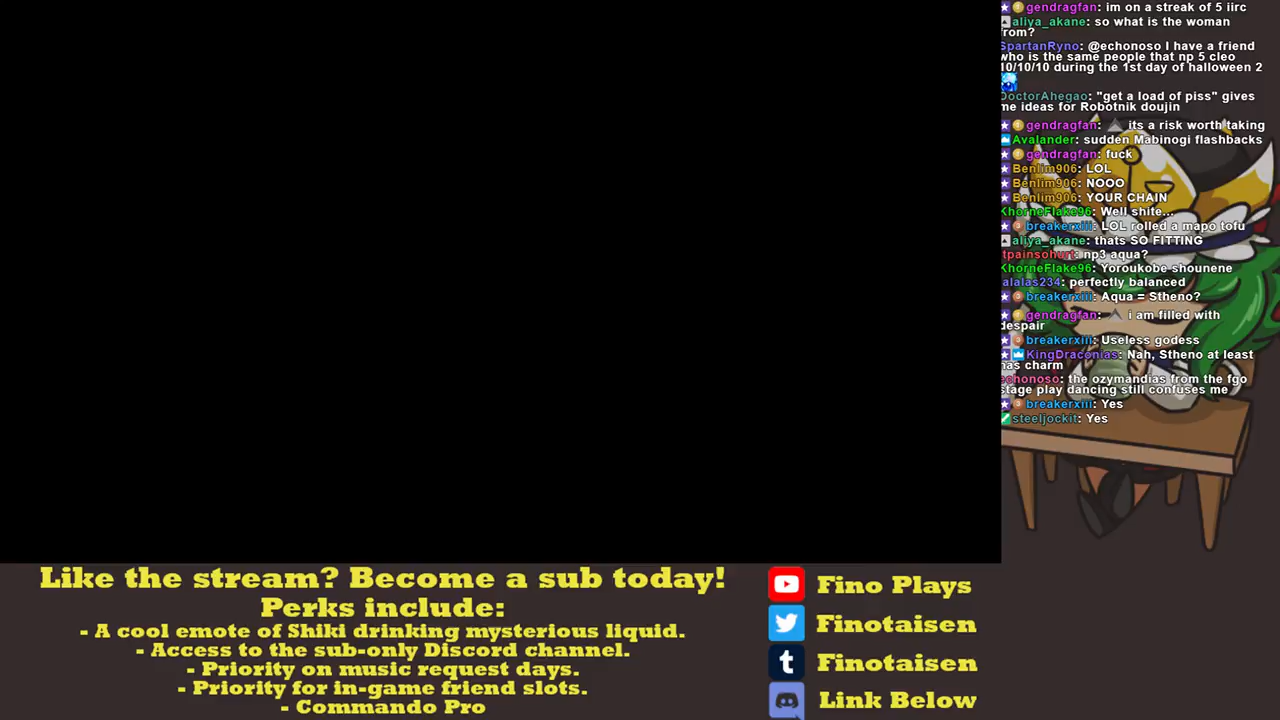 gendragfan: im on a streak of 5 iirc
aliya_akane: so what is the woman
from?
SpartanRyno: @echonoso I have a friend
who is the same people that np 5 cleo
10/10/10 during the 1st day of halloween 2
DoctorAhegao: "get a load of piss" gives
me ideas for Robotnik doujin
gendragfan: its a risk worth taking
Avalander: sudden Mabinogi flashbacks
gendragfan: fuck
Benlim906: LOL
Benlim906: NOOO
Benlim906: YOUR CHAIN
KhorneFlake96: Well shite...
breakerxiii: LOL rolled a mapo tofu
aliya_akane: thats SO FITTING
tpainsohurt: np3 aqua?
KhorneFlake96: Yoroukobe shounene
alalas234: perfectly balanced
breakerxiii: Aqua = Stheno?
gendragfan: i am filled with
despair
breakerxiii: Useless godess
KingDraconias: Nah, Stheno at least
has charm
echonoso: the ozymandias from the fgo
stage play dancing still confuses me
breakerxiii: Yes
steeljockit: Yes
Like the stream? Become a sub today!
Perks include:
- A cool emote of Shiki drinking mysterious liquid.
- Access to the sub-only Discord channel.
- Priority on music request days.
- Priority for in-game friend slots.
- Commando Pro
Fino Plays
Finotaisen
t Finotaisen
Link Below